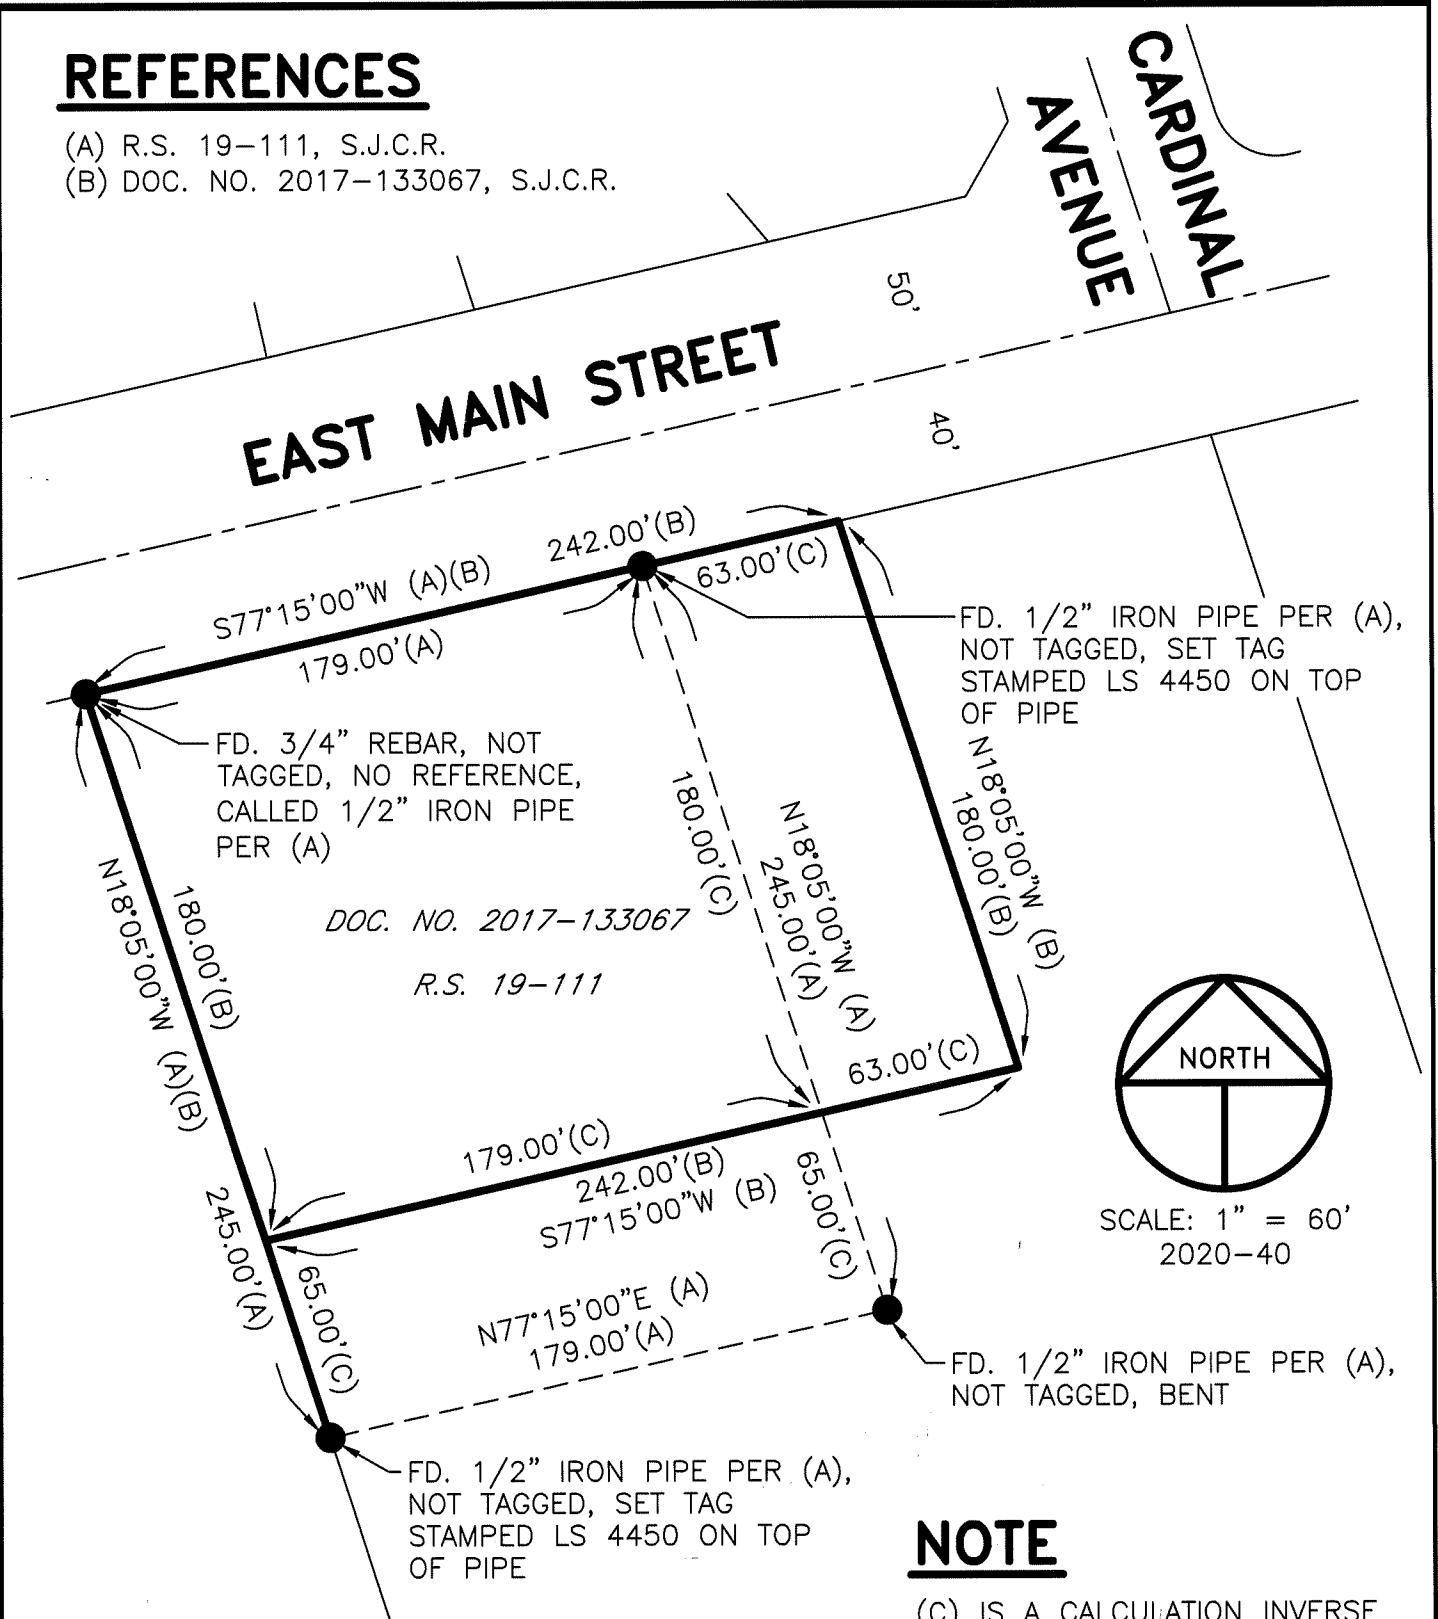 REFERENCES
(A) R.S. 19-111, S.J.C.R.
(B) DOC. NO. 2017-133067, S.J.C.R.
CARDINAL
AVENUE
50'
EAST MAIN STREET
40'
242.00'(B)
S77°15'00"W (A)(B)
63.00'(C)
179.00'(A)
FD. 1/2" IRON PIPE PER (A),
NOT TAGGED, SET TAG
STAMPED LS 4450 ON TOP
OF PIPE
FD. 3/4" REBAR, NOT
TAGGED, NO REFERENCE,
CALLED 1/2" IRON PIPE
PER (A)
N18°05'00"W (B)
180.00'(B)
180.00'(C)
N18°05'00"W (A)
245.00'(A)
180.00'(B)
N18°05'00"W (A)(B)
DOC. NO. 2017-133067
R.S. 19-111
63.00'(C)
NORTH
SCALE: 1" = 60'
2020-40
179.00'(C)
242.00'(B)
S77°15'00"W (B)
65.00'(C)
245.00'(A)
65.00'(C)
N77°15'00"E (A)
179.00'(A)
FD. 1/2" IRON PIPE PER (A),
NOT TAGGED, BENT
FD. 1/2" IRON PIPE PER (A),
NOT TAGGED, SET TAG
STAMPED LS 4450 ON TOP
OF PIPE
NOTE
(C) IS A CALCULATION INVERSE